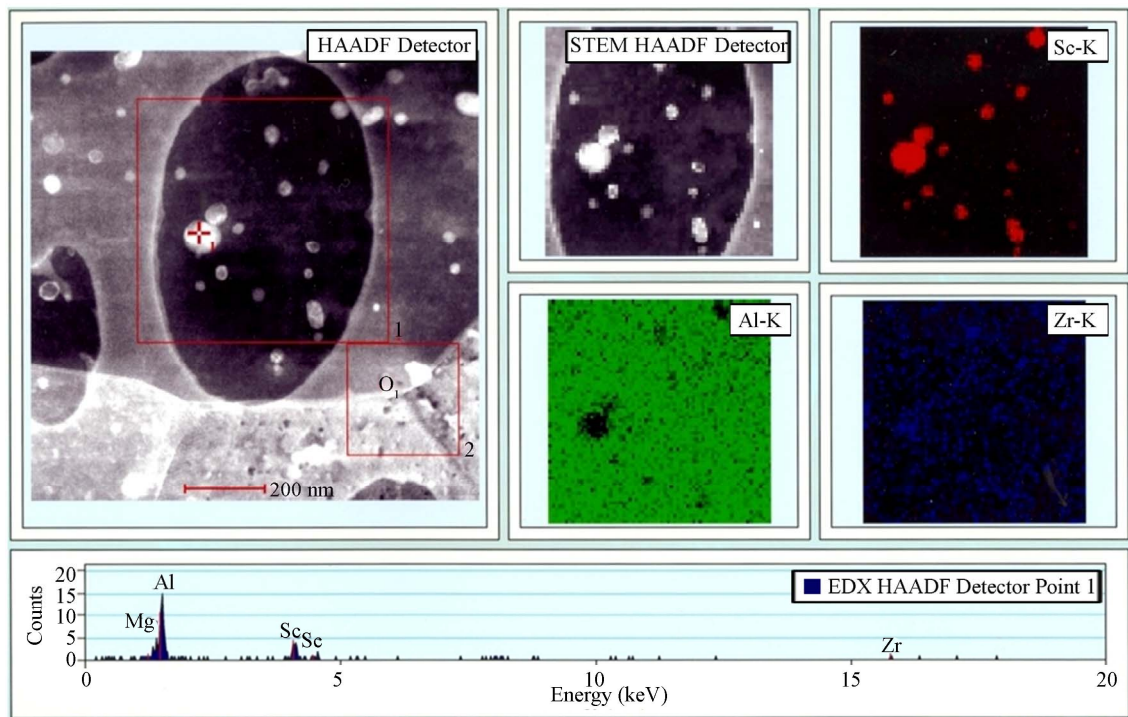 HAADF Detector
1
1
O1
2
200 nm
STEM HAADF Detector
Sc-K
Al-K
Zr-K
Counts
20
15
10
5
0
Al
Mg
Sc
Sc
Zr
EDX HAADF Detector Point 1
0
5
10
15
20
Energy (keV)